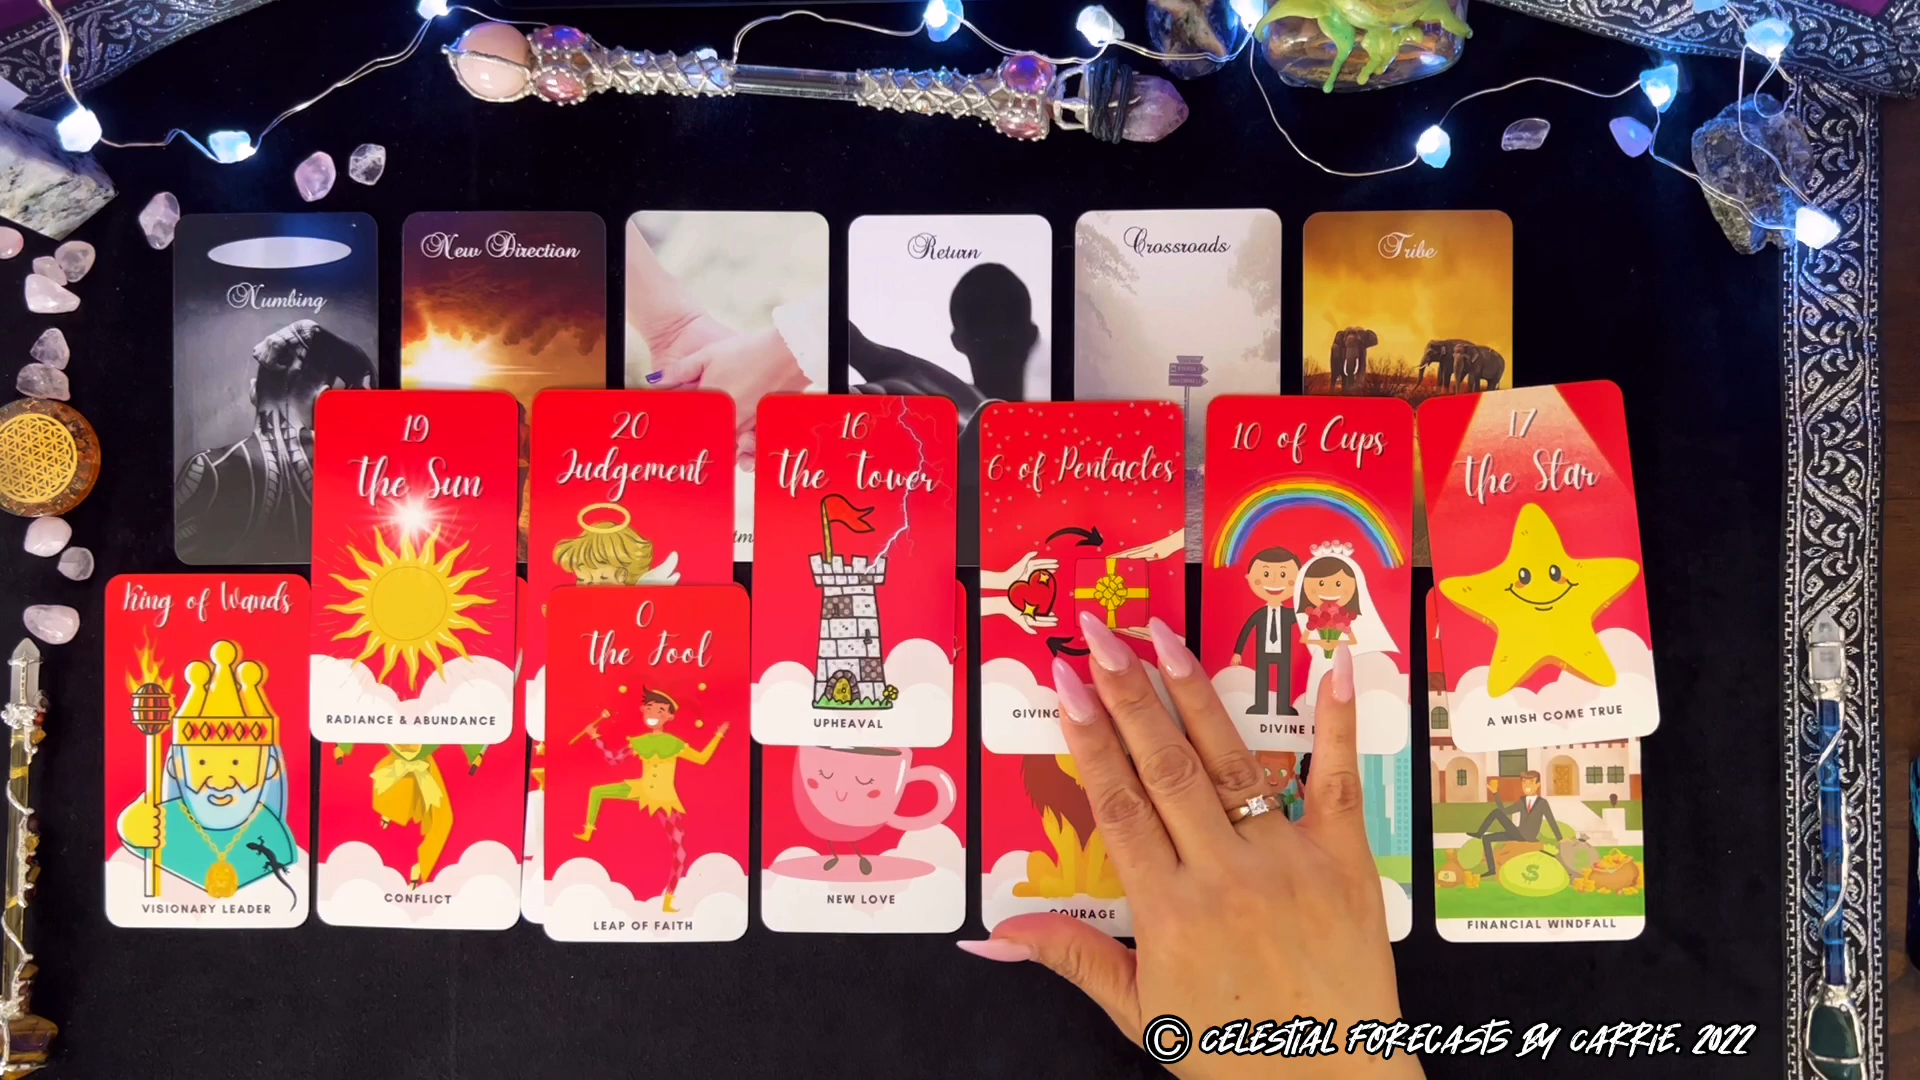 Numbing
New Direction
Return
Crossroads
Tribe
19
the Sun
RADIANCE & ABUNDANCE
20
Judgement
16
the Tower
UPHEAVAL
6 of Pentacles
GIVING
10 of Cups
DIVINE
17
the Star
A WISH COME TRUE
King of Wands
VISIONARY LEADER
CONFLICT
0
the Fool
LEAP OF FAITH
NEW LOVE
COURAGE
$
FINANCIAL WINDFALL
© CELESTIAL FORECASTS BY CARRIE. 2022